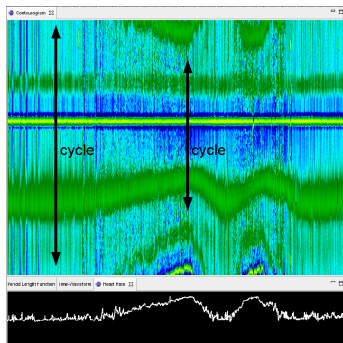 Contourogram
cycle
cycle
Period Length Function Time-Waveform Heart Rate